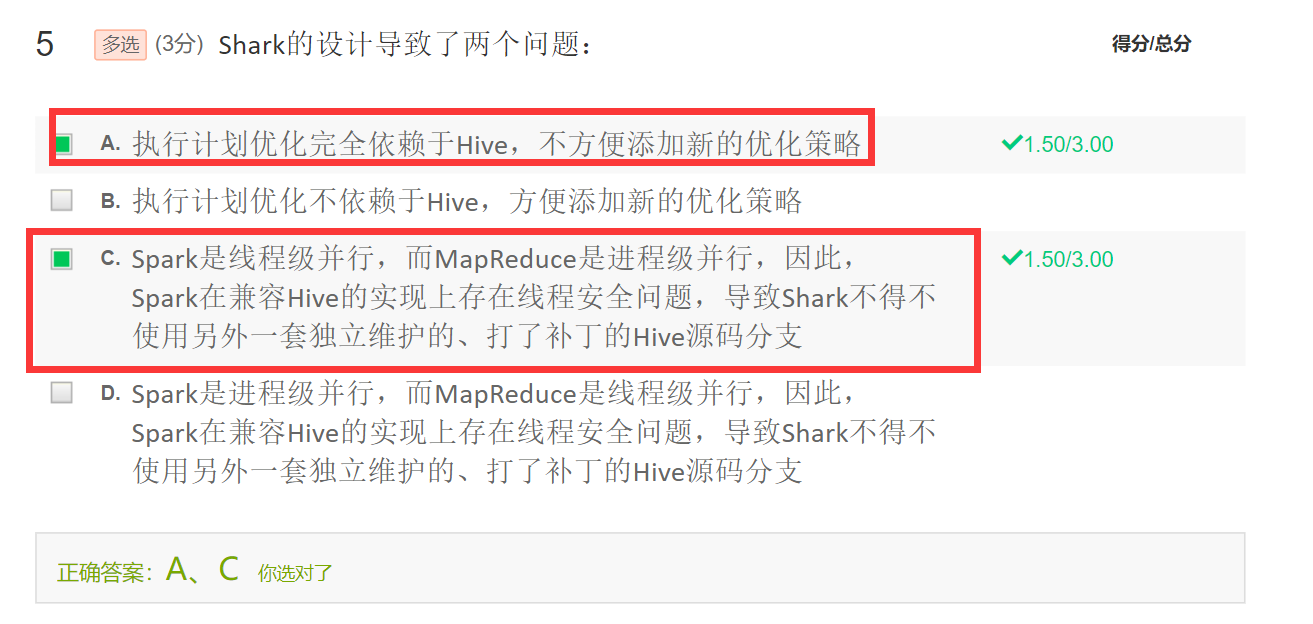 5 多选 (3分) Shark的设计导致了两个问题： 得分/总分
A. 执行计划优化完全依赖于Hive，不方便添加新的优化策略 1.50/3.00
B. 执行计划优化不依赖于Hive，方便添加新的优化策略
C. Spark是线程级并行，而MapReduce是进程级并行，因此， 1.50/3.00
Spark在兼容Hive的实现上存在线程安全问题，导致Shark不得不
使用另外一套独立维护的、打了补丁的Hive源码分支
D. Spark是进程级并行，而MapReduce是线程级并行，因此，
Spark在兼容Hive的实现上存在线程安全问题，导致Shark不得不
使用另外一套独立维护的、打了补丁的Hive源码分支
正确答案：A、C 你选对了